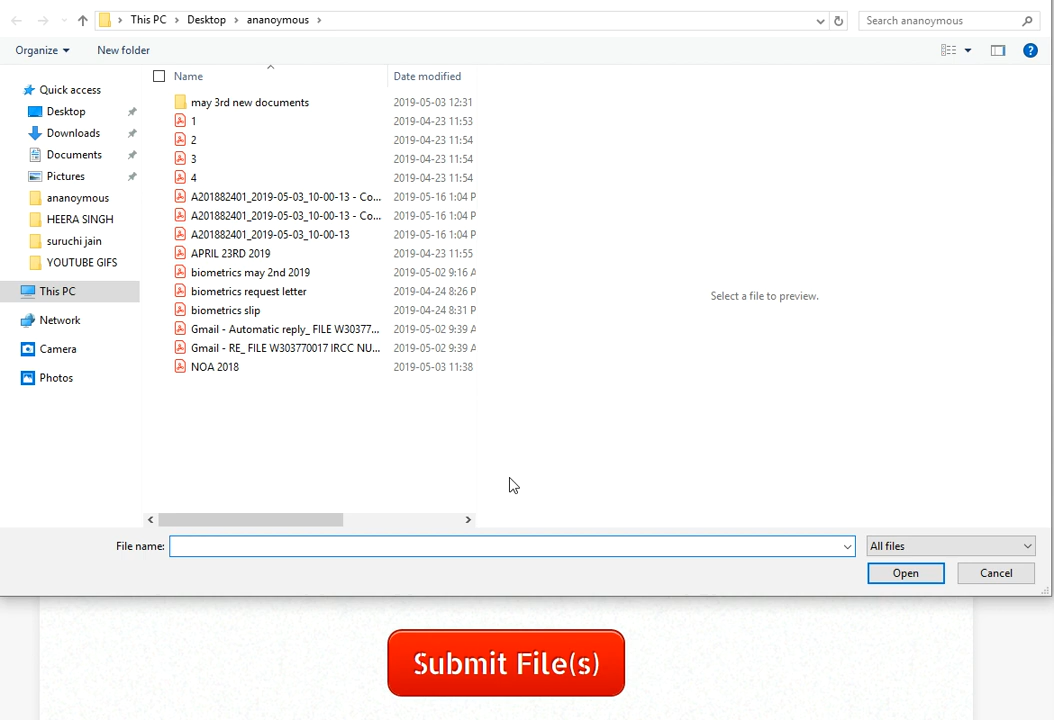 This PC > Desktop > ananoymous >
Search ananoymous
Organize
New folder
Name
Date modified
Quick access
Desktop
Downloads
Documents
Pictures
ananoymous
HEERA SINGH
suruchi jain
YOUTUBE GIFS
This PC
Network
Camera
Photos
may 3rd new documents 2019-05-03 12:31
1 2019-04-23 11:53
2 2019-04-23 11:54
3 2019-04-23 11:54
4 2019-04-23 11:54
A201882401_2019-05-03_10-00-13 - Co... 2019-05-16 1:04 P
A201882401_2019-05-03_10-00-13 - Co... 2019-05-16 1:04 P
A201882401_2019-05-03_10-00-13 2019-05-16 1:04 P
APRIL 23RD 2019 2019-04-23 11:55
biometrics may 2nd 2019 2019-05-02 9:16 A
biometrics request letter 2019-04-24 8:26 P
biometrics slip 2019-04-24 8:31 P
Gmail - Automatic reply_ FILE W30377... 2019-05-02 9:39 A
Gmail - RE_ FILE W303770017 IRCC NU... 2019-05-02 9:39 A
NOA 2018 2019-05-03 11:38
Select a file to preview.
File name:
All files
Open
Cancel
Submit File(s)